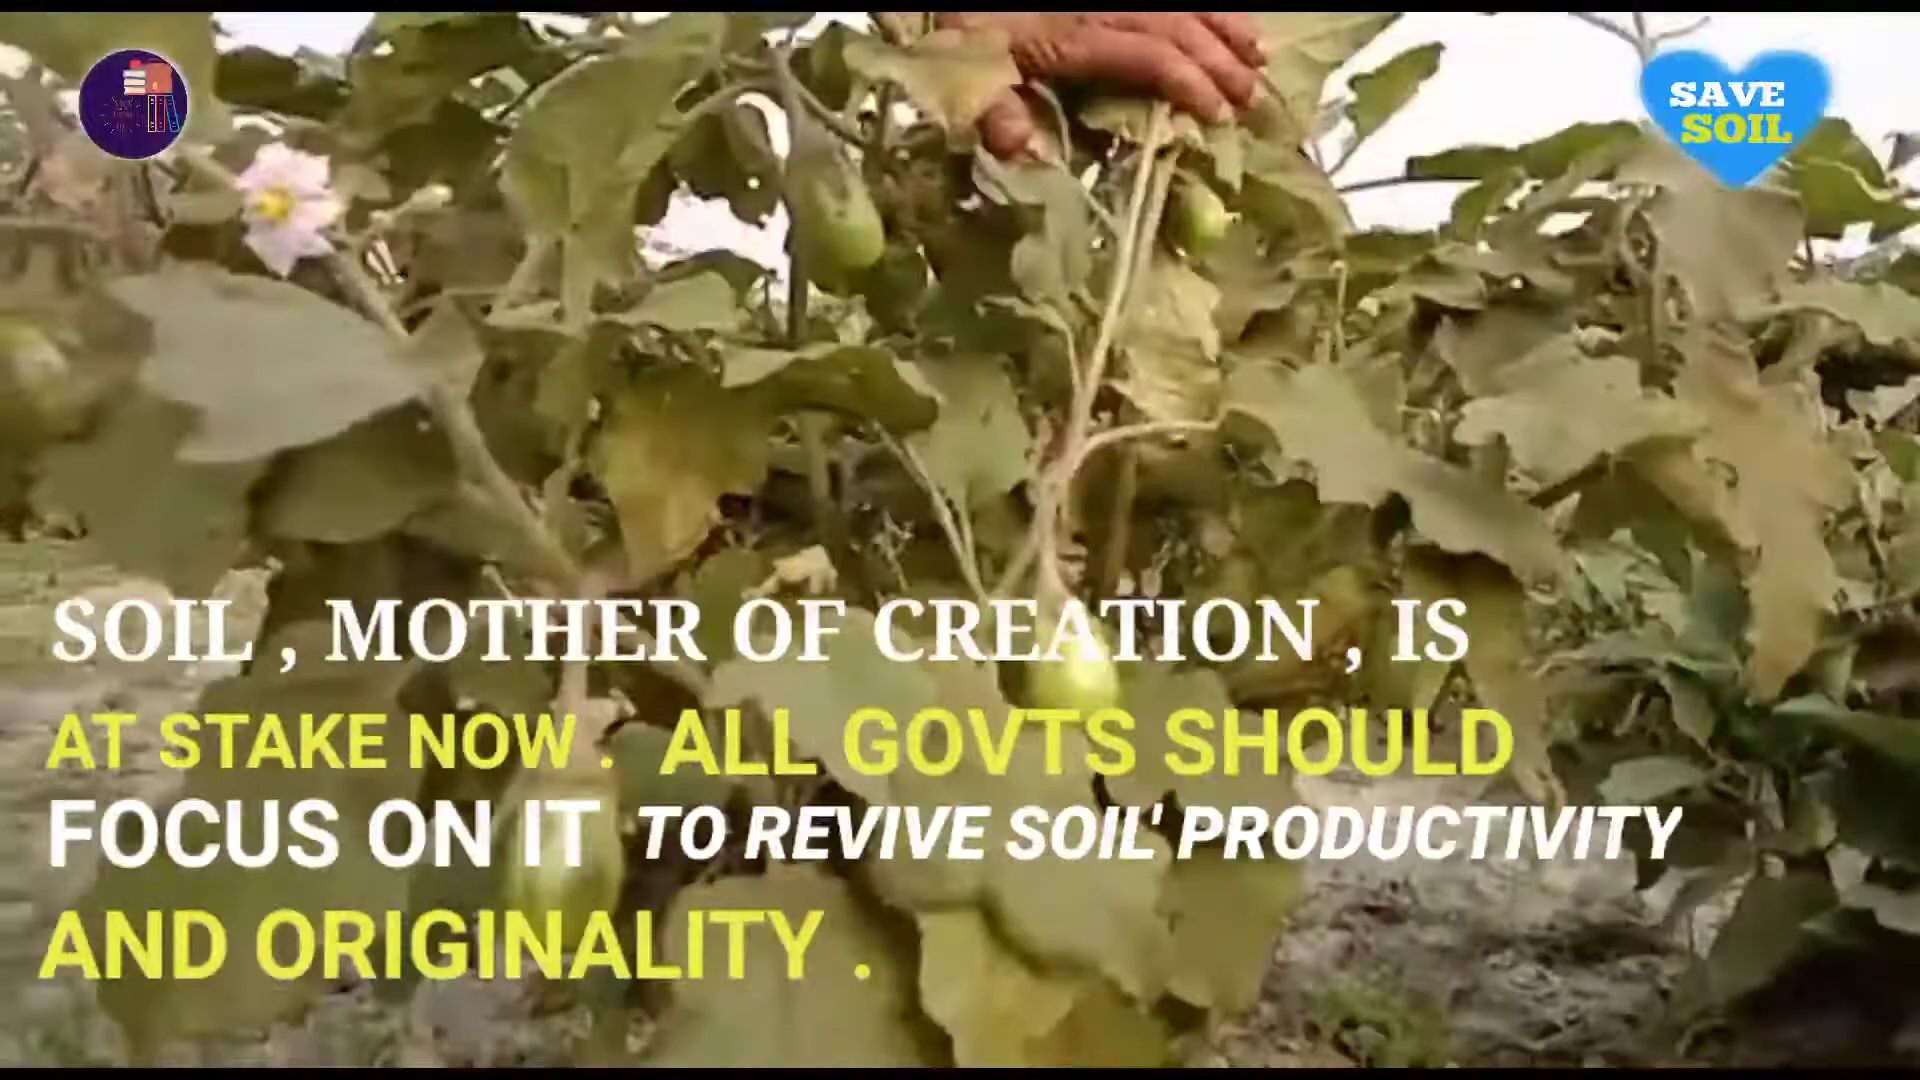 SAVE
SOIL
SOIL , MOTHER OF CREATION , IS
AT STAKE NOW . ALL GOVTS SHOULD
FOCUS ON IT TO REVIVE SOIL' PRODUCTIVITY
AND ORIGINALITY .